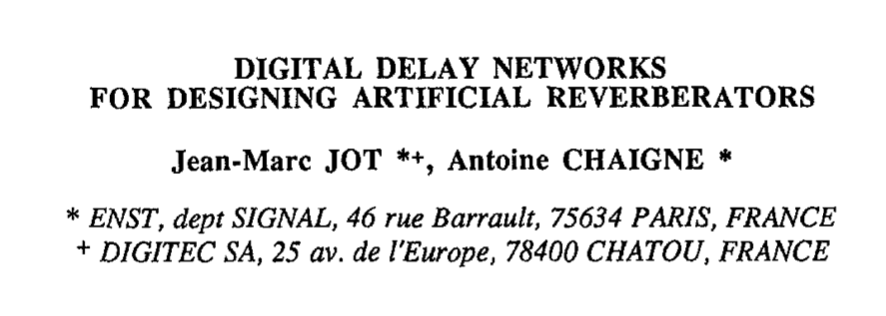 DIGITAL DELAY NETWORKS
FOR DESIGNING ARTIFICIAL REVERBERATORS
Jean-Marc JOT *+, Antoine CHAIGNE *
* ENST, dept SIGNAL, 46 rue Barrault, 75634 PARIS, FRANCE
+ DIGITEC SA, 25 av. de l'Europe, 78400 CHATOU, FRANCE